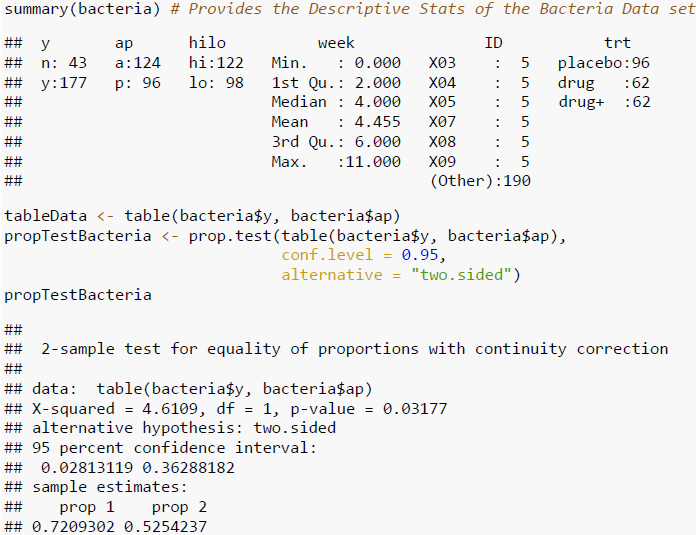 summary(bacteria) # Provides the Descriptive Stats of the Bacteria Data set
##  y       ap      hilo         week              ID           trt
##  n: 43   a:124   hi:122   Min.   : 0.000   X03    :  5   placebo:96
##  y:177   p: 96   lo: 98   1st Qu.: 2.000   X04    :  5   drug   :62
##                           Median : 4.000   X05    :  5   drug+  :62
##                           Mean   : 4.455   X07    :  5
##                           3rd Qu.: 6.000   X08    :  5
##                           Max.   :11.000   X09    :  5
##                                            (Other):190
tableData <- table(bacteria$y, bacteria$ap)
propTestBacteria <- prop.test(table(bacteria$y, bacteria$ap),
                              conf.level = 0.95,
                              alternative = "two.sided")
propTestBacteria
##
##  2-sample test for equality of proportions with continuity correction
##
## data:  table(bacteria$y, bacteria$ap)
## X-squared = 4.6109, df = 1, p-value = 0.03177
## alternative hypothesis: two.sided
## 95 percent confidence interval:
##  0.02813119 0.36288182
## sample estimates:
##    prop 1    prop 2
## 0.7209302 0.5254237